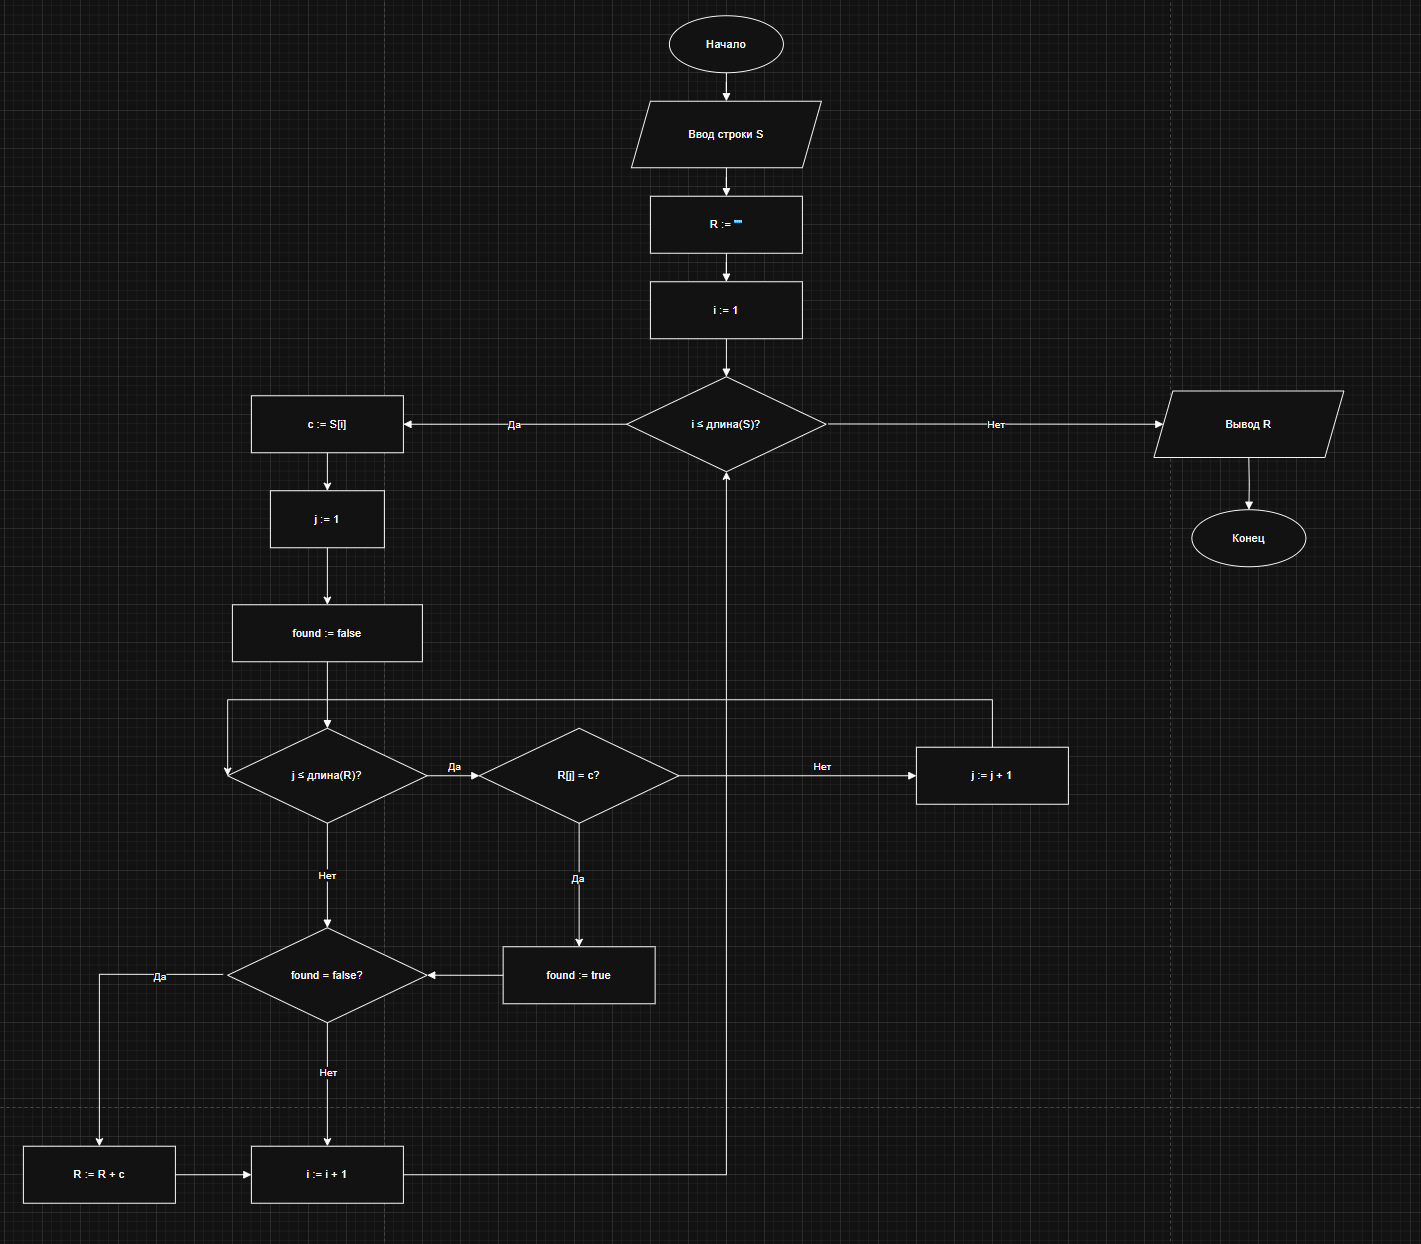 Начало
Ввод строки S
R := ""
i := 1
i ≤ длина(S)?
Да
Нет
c := S[i]
Вывод R
j := 1
Конец
found := false
j ≤ длина(R)?
Да
R[j] = c?
Нет
j := j + 1
Нет
Да
found = false?
found := true
Да
Нет
R := R + c
i := i + 1